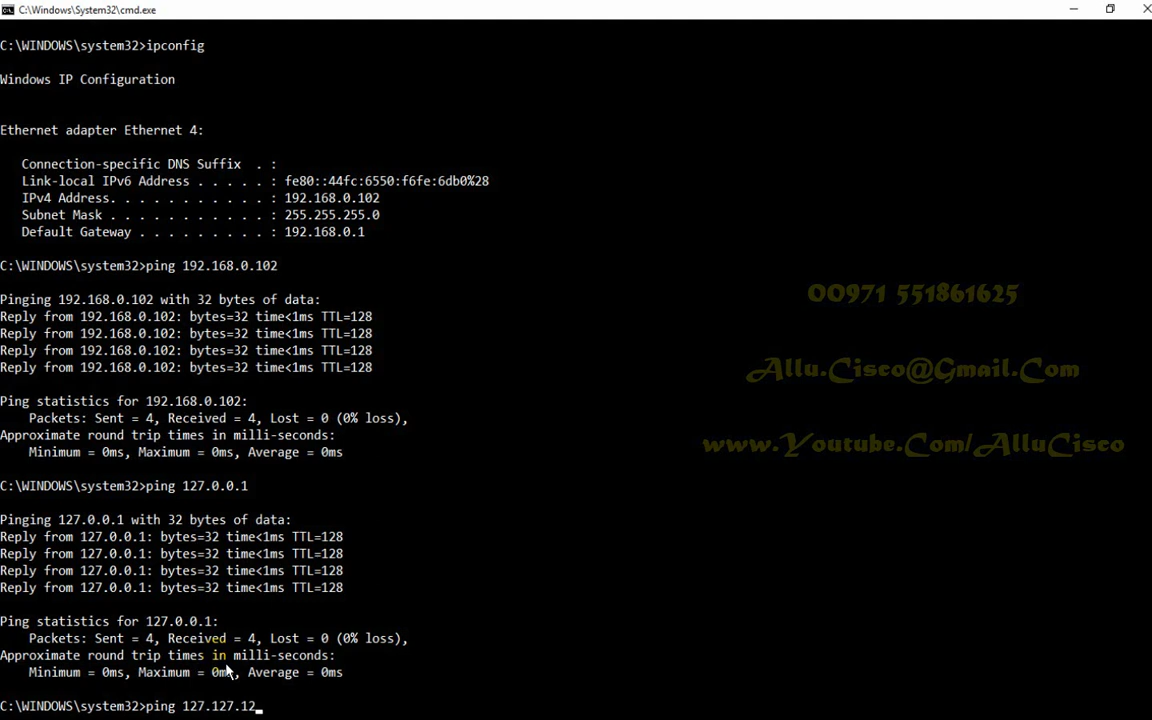 C:\Windows\System32\cmd.exe
C:\WINDOWS\system32>ipconfig
Windows IP Configuration
Ethernet adapter Ethernet 4:
Connection-specific DNS Suffix  . :
Link-local IPv6 Address . . . . . : fe80::44fc:6550:f6fe:6db0%28
IPv4 Address. . . . . . . . . . . : 192.168.0.102
Subnet Mask . . . . . . . . . . . : 255.255.255.0
Default Gateway . . . . . . . . . : 192.168.0.1
C:\WINDOWS\system32>ping 192.168.0.102
Pinging 192.168.0.102 with 32 bytes of data:
Reply from 192.168.0.102: bytes=32 time<1ms TTL=128
Reply from 192.168.0.102: bytes=32 time<1ms TTL=128
Reply from 192.168.0.102: bytes=32 time<1ms TTL=128
Reply from 192.168.0.102: bytes=32 time<1ms TTL=128
Ping statistics for 192.168.0.102:
Packets: Sent = 4, Received = 4, Lost = 0 (0% loss),
Approximate round trip times in milli-seconds:
Minimum = 0ms, Maximum = 0ms, Average = 0ms
C:\WINDOWS\system32>ping 127.0.0.1
Pinging 127.0.0.1 with 32 bytes of data:
Reply from 127.0.0.1: bytes=32 time<1ms TTL=128
Reply from 127.0.0.1: bytes=32 time<1ms TTL=128
Reply from 127.0.0.1: bytes=32 time<1ms TTL=128
Reply from 127.0.0.1: bytes=32 time<1ms TTL=128
Ping statistics for 127.0.0.1:
Packets: Sent = 4, Received = 4, Lost = 0 (0% loss),
Approximate round trip times in milli-seconds:
Minimum = 0ms, Maximum = 0ms, Average = 0ms
C:\WINDOWS\system32>ping 127.127.12_
00971 551861625
Allu.Cisco@Gmail.Com
www.Youtube.Com/AlluCisco